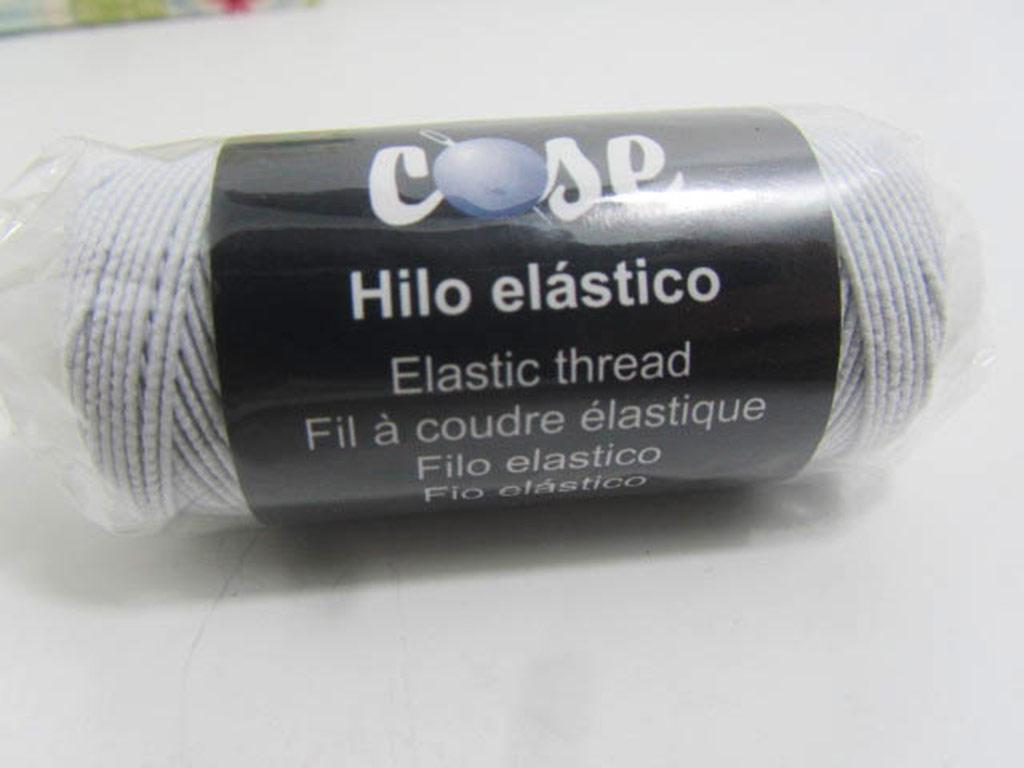 cose
Hilo elástico
Elastic thread
Fil à coudre élastique
Filo elastico
Fio elástico